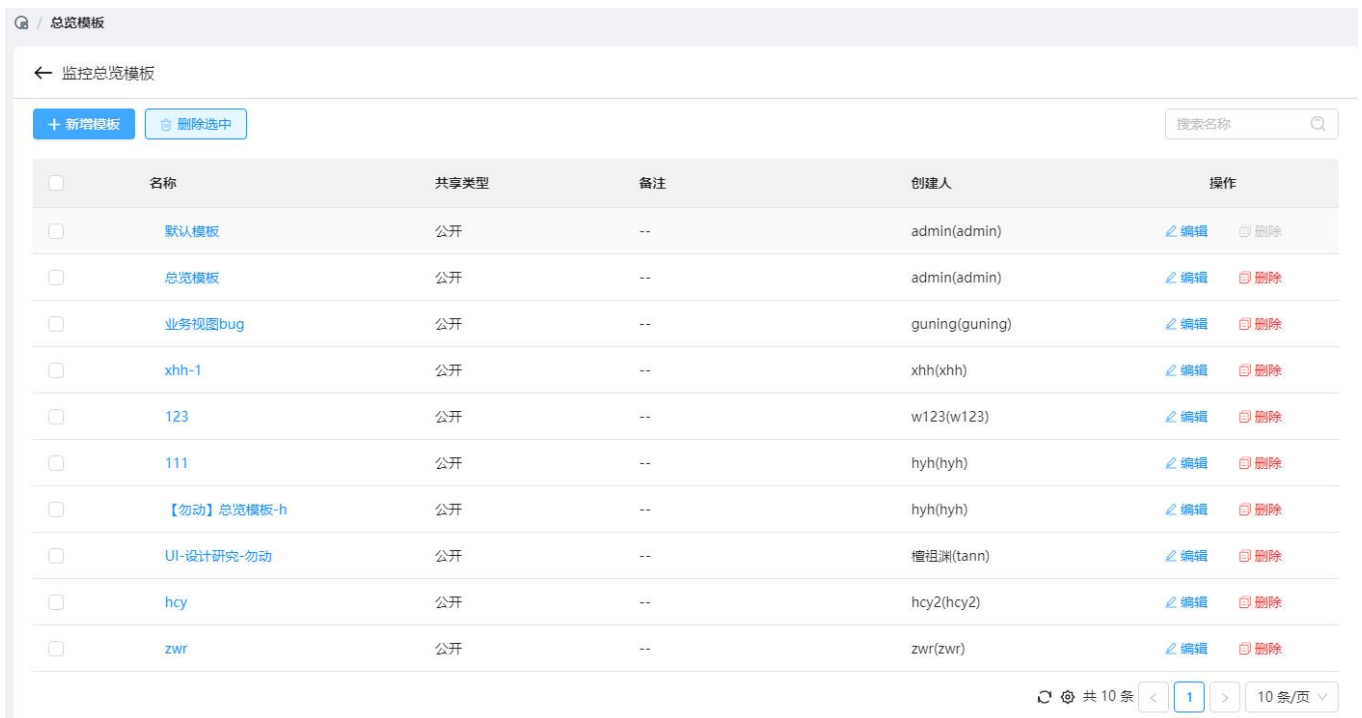 / 总览模板
← 监控总览模板
+ 新增模板 删除选中 搜索名称
名称 共享类型 备注 创建人 操作
默认模板 公开 -- admin(admin) 编辑 删除
总览模板 公开 -- admin(admin) 编辑 删除
业务视图bug 公开 -- guning(guning) 编辑 删除
xhh-1 公开 -- xhh(xhh) 编辑 删除
123 公开 -- w123(w123) 编辑 删除
111 公开 -- hyh(hyh) 编辑 删除
【勿动】总览模板-h 公开 -- hyh(hyh) 编辑 删除
UI-设计研究-勿动 公开 -- 檀祖渊(tann) 编辑 删除
hcy 公开 -- hcy2(hcy2) 编辑 删除
zwr 公开 -- zwr(zwr) 编辑 删除
共 10 条 < 1 > 10 条/页